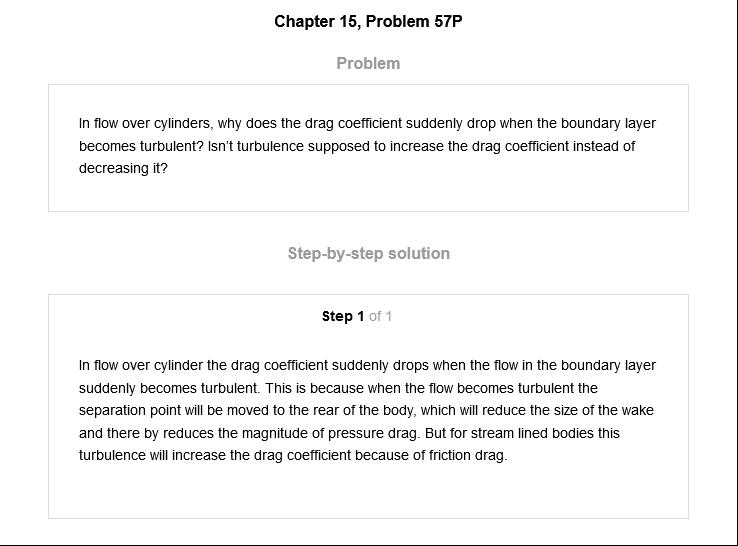 Chapter 15, Problem 57P
Problem
In flow over cylinders, why does the drag coefficient suddenly drop when the boundary layer
becomes turbulent? Isn't turbulence supposed to increase the drag coefficient instead of
decreasing it?
Step-by-step solution
Step 1 of 1
In flow over cylinder the drag coefficient suddenly drops when the flow in the boundary layer
suddenly becomes turbulent. This is because when the flow becomes turbulent the
separation point will be moved to the rear of the body, which will reduce the size of the wake
and there by reduces the magnitude of pressure drag. But for stream lined bodies this
turbulence will increase the drag coefficient because of friction drag.